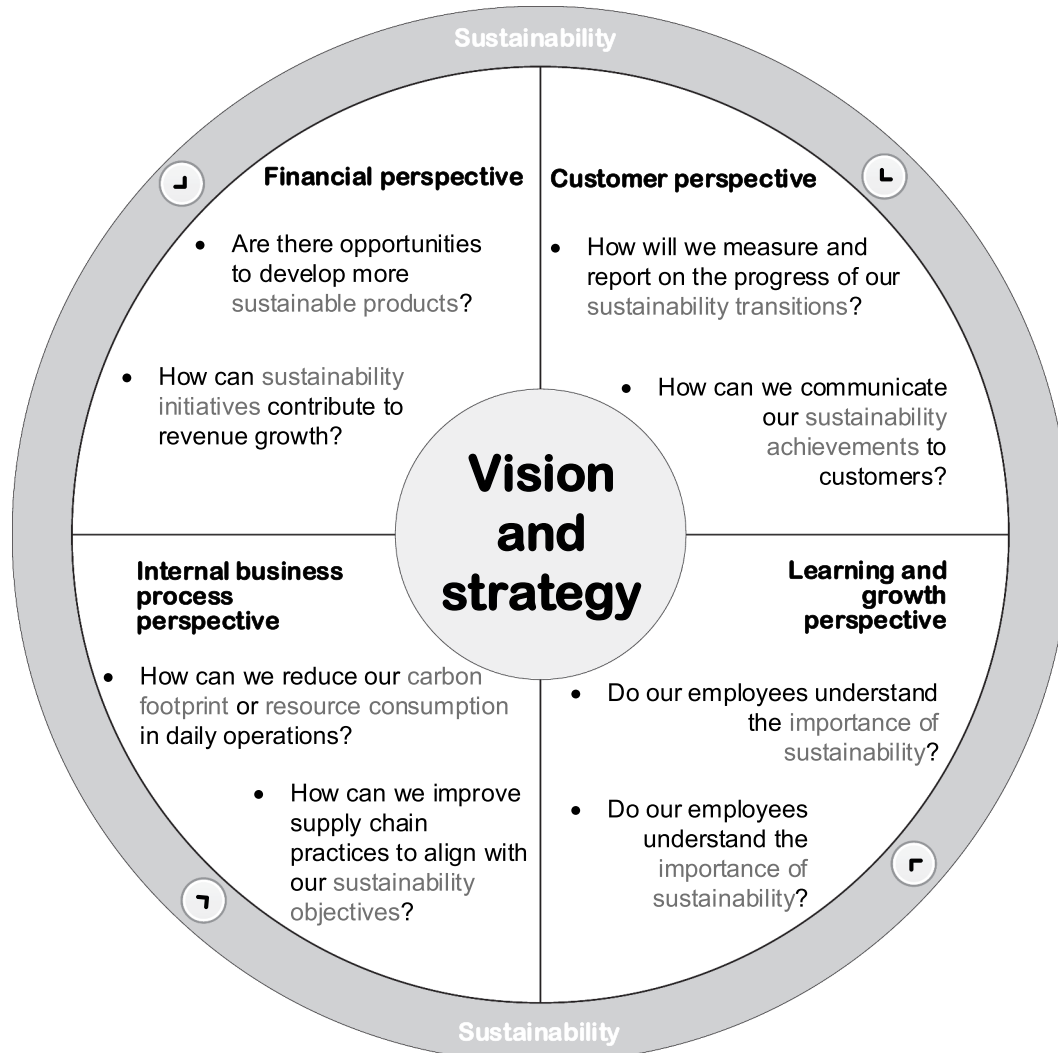 Sustainability
Financial perspective
• Are there opportunities
to develop more
sustainable products?
• How can sustainability
initiatives contribute to
revenue growth?
Customer perspective
• How will we measure and
report on the progress of our
sustainability transitions?
• How can we communicate
our sustainability
achievements to
customers?
Vision
and
strategy
Internal business
process
perspective
• How can we reduce our carbon
footprint or resource consumption
in daily operations?
• How can we improve
supply chain
practices to align with
our sustainability
objectives?
Learning and
growth
perspective
• Do our employees understand
the importance of
sustainability?
• Do our employees
understand the
importance of
sustainability?
Sustainability